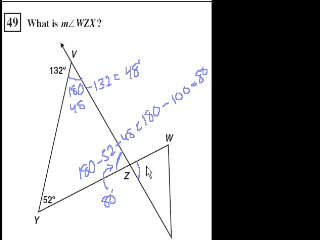 49 What is m∠WZX?
V
132°
180-132=48°
48
180-52-48=180-100=80
W
Z
52°
80°
Y